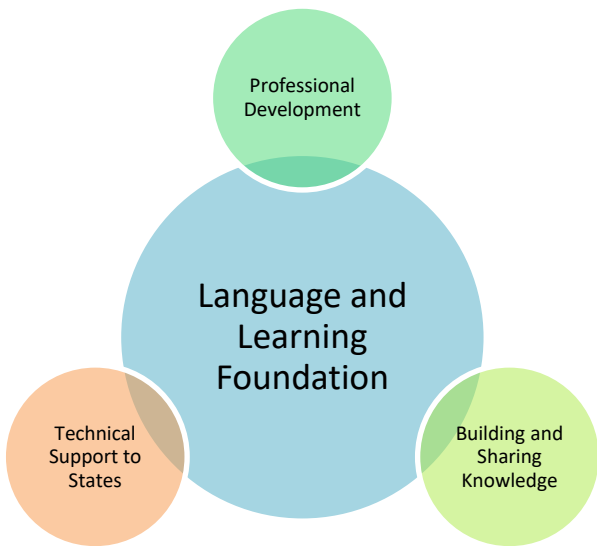 Professional
Development
Language and
Learning
Foundation
Technical
Support to
States
Building and
Sharing
Knowledge